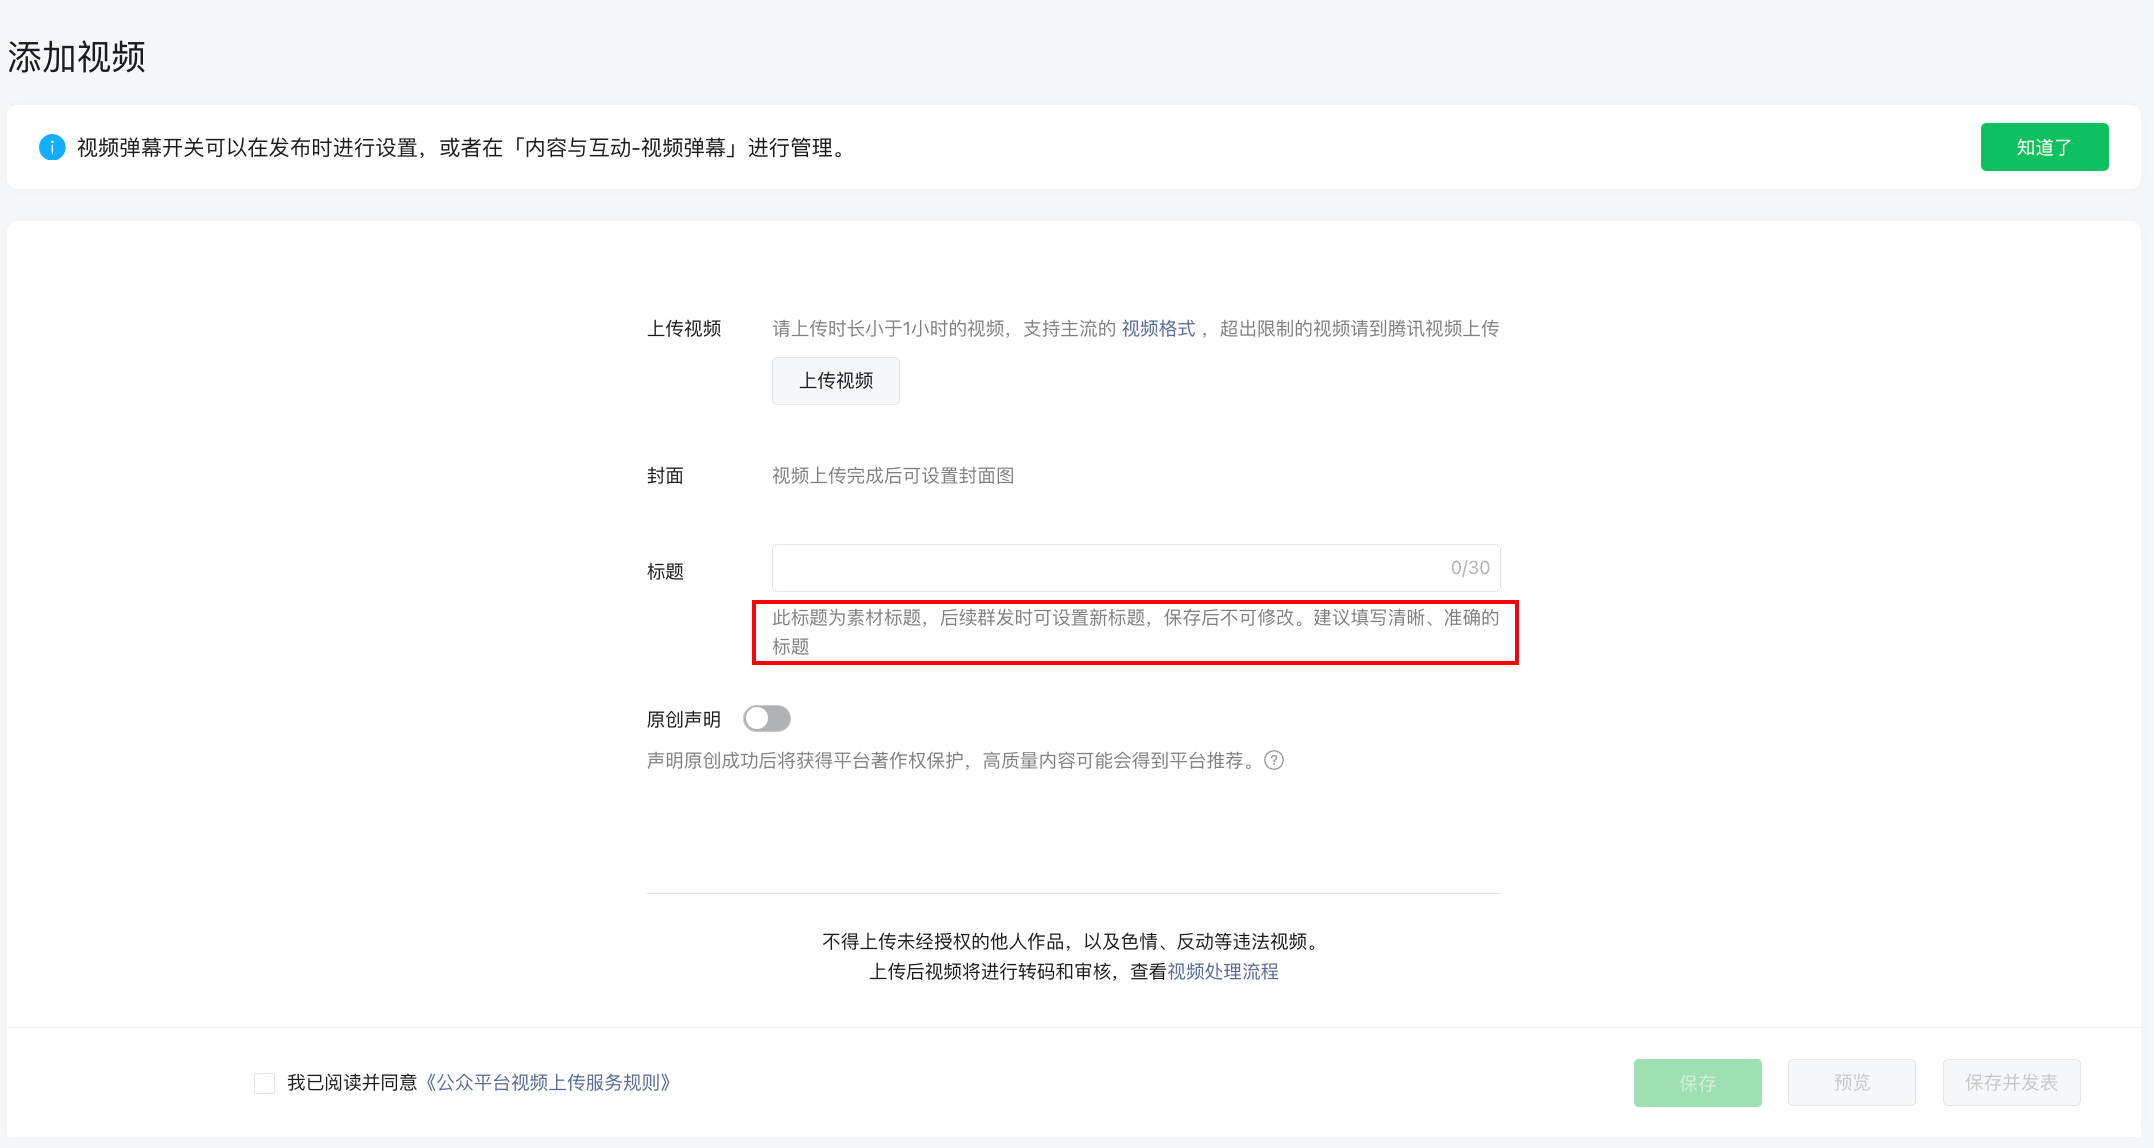 添加视频
视频弹幕开关可以在发布时进行设置，或者在「内容与互动-视频弹幕」进行管理。
知道了
上传视频
请上传时长小于1小时的视频，支持主流的 视频格式 ，超出限制的视频请到腾讯视频上传
上传视频
封面
视频上传完成后可设置封面图
标题
0/30
此标题为素材标题，后续群发时可设置新标题，保存后不可修改。建议填写清晰、准确的
标题
原创声明
声明原创成功后将获得平台著作权保护，高质量内容可能会得到平台推荐。
不得上传未经授权的他人作品，以及色情、反动等违法视频。
上传后视频将进行转码和审核，查看视频处理流程
我已阅读并同意《公众平台视频上传服务规则》
保存
预览
保存并发表